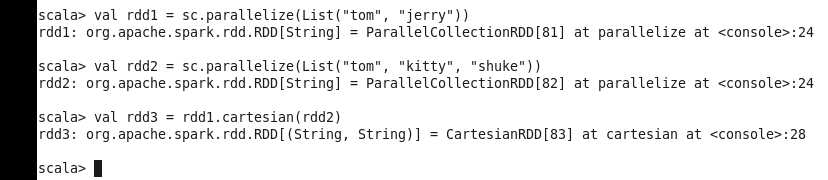 scala> val rdd1 = sc.parallelize(List("tom", "jerry"))
rdd1: org.apache.spark.rdd.RDD[String] = ParallelCollectionRDD[81] at parallelize at <console>:24
scala> val rdd2 = sc.parallelize(List("tom", "kitty", "shuke"))
rdd2: org.apache.spark.rdd.RDD[String] = ParallelCollectionRDD[82] at parallelize at <console>:24
scala> val rdd3 = rdd1.cartesian(rdd2)
rdd3: org.apache.spark.rdd.RDD[(String, String)] = CartesianRDD[83] at cartesian at <console>:28
scala>